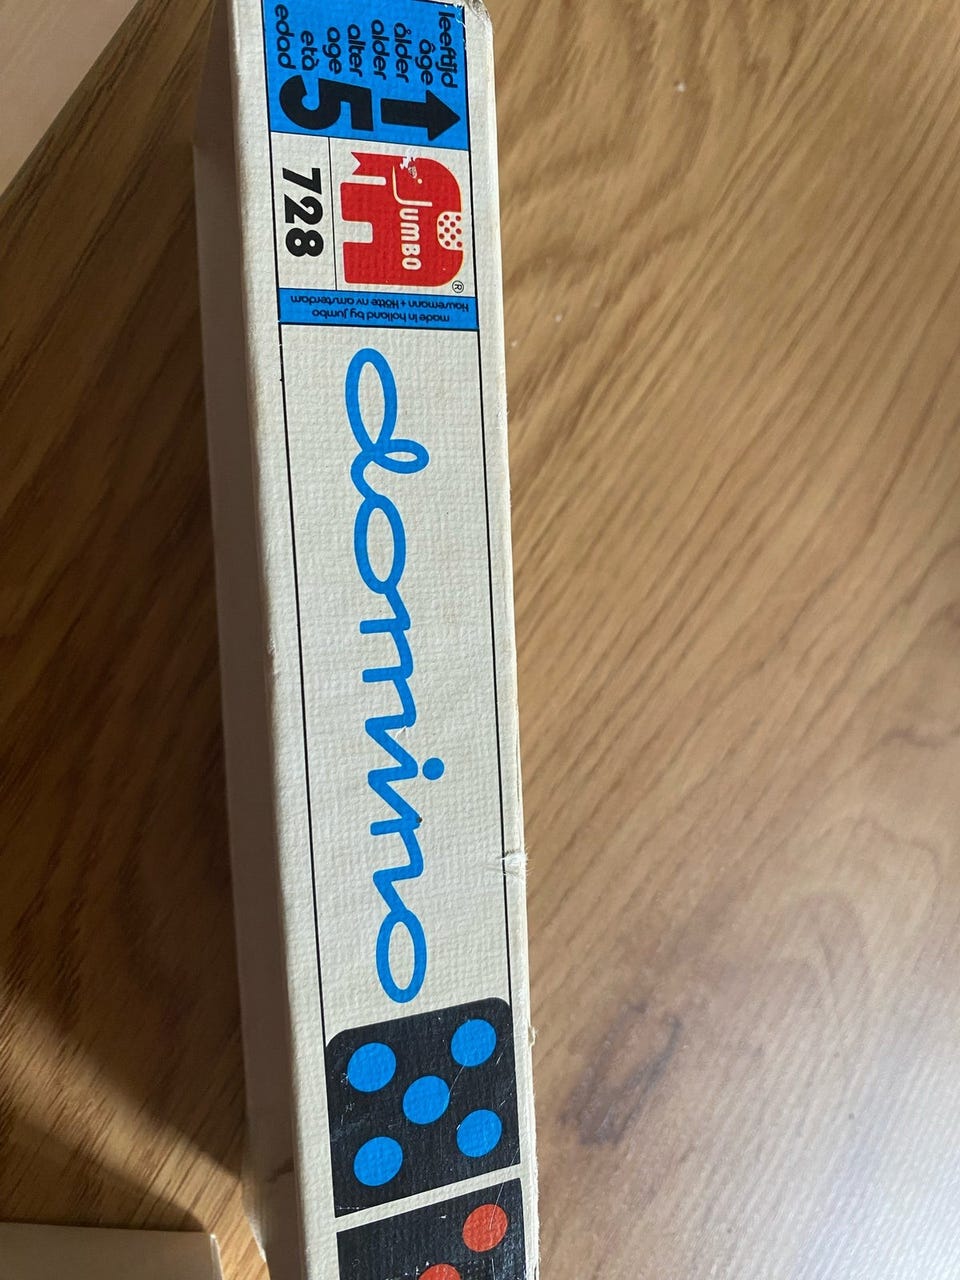 leeftijd
âge
ålder
alder
alter
age
età
edad
5
728
JUMBO
®
made in holland by jumbo
Hausemann + Hötte nv amsterdam
domino